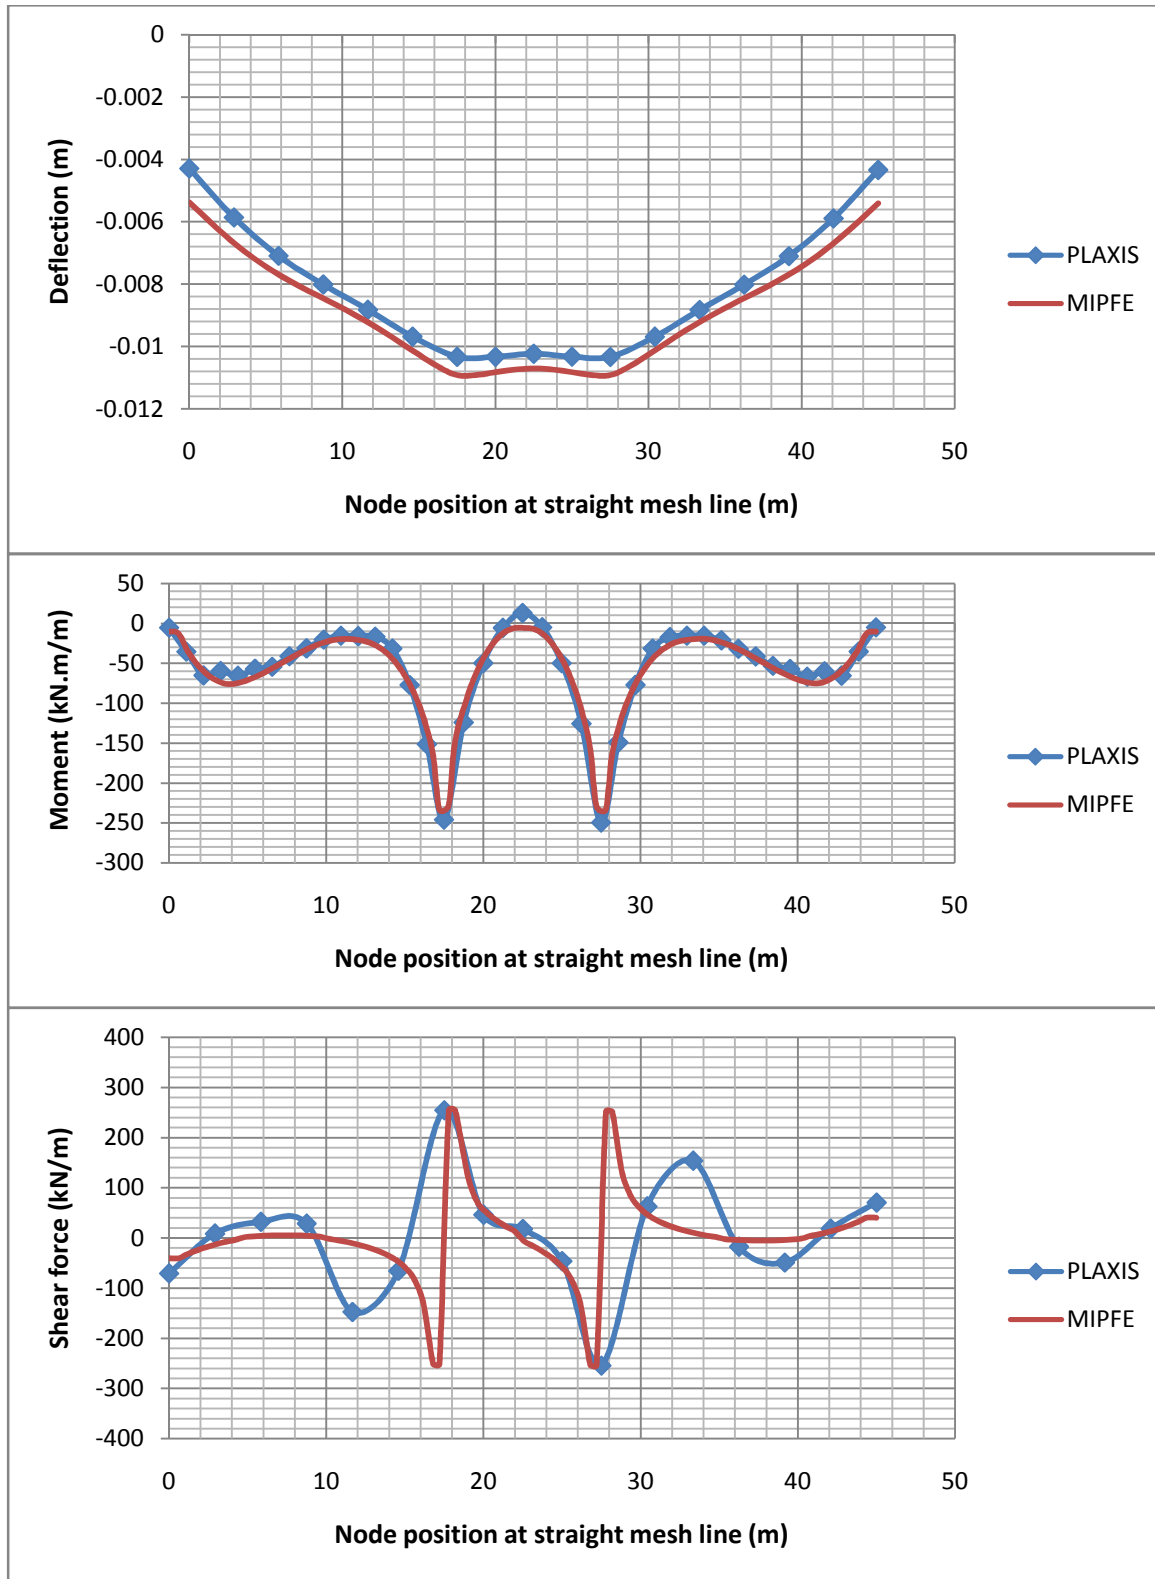 0
-0.002
-0.004
-0.006
-0.008
-0.01
-0.012
Deflection (m)
0 10 20 30 40 50
Node position at straight mesh line (m)
PLAXIS
MIPFE
50
0
-50
-100
-150
-200
-250
-300
Moment (kN.m/m)
0 10 20 30 40 50
Node position at straight mesh line (m)
PLAXIS
MIPFE
400
300
200
100
0
-100
-200
-300
-400
Shear force (kN/m)
0 10 20 30 40 50
Node position at straight mesh line (m)
PLAXIS
MIPFE